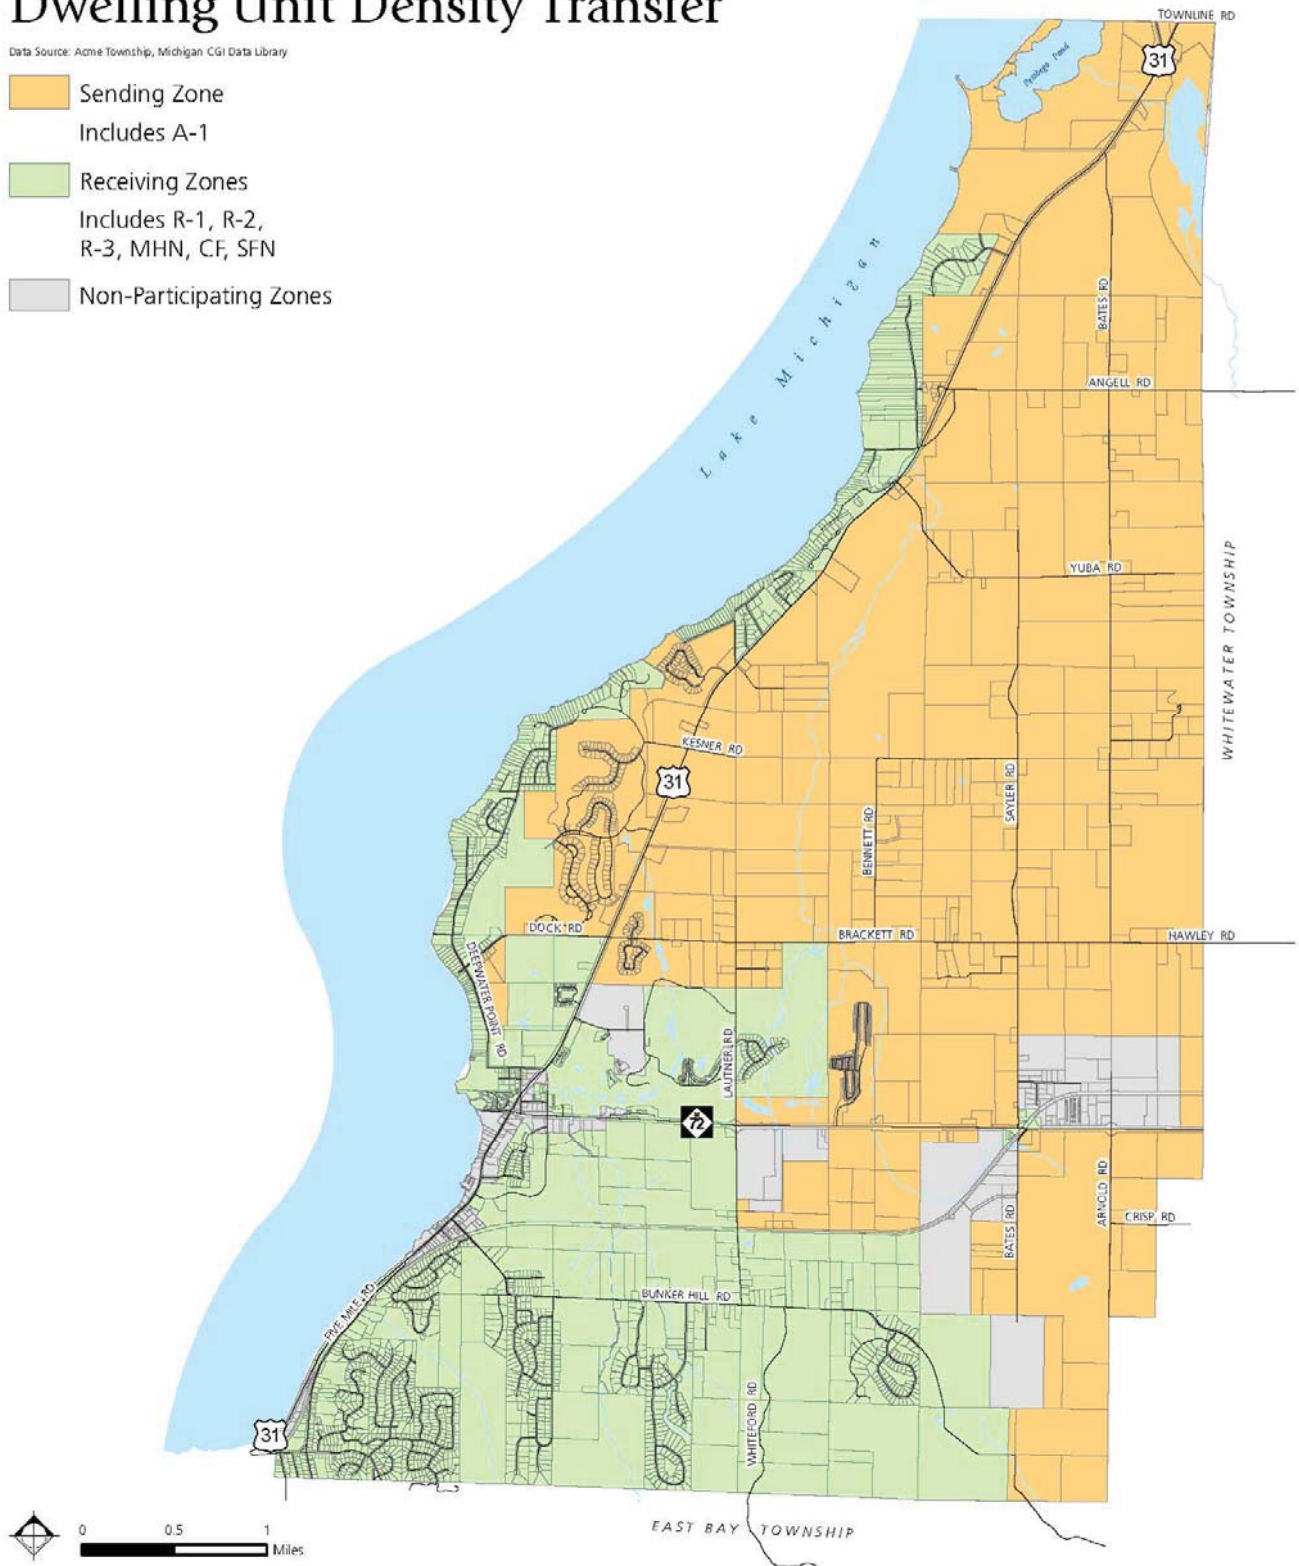 Dwelling Unit Density Transfer
Data Source: Acme Township, Michigan CGI Data Library
Sending Zone
Includes A-1
Receiving Zones
Includes R-1, R-2,
R-3, MHN, CF, SFN
Non-Participating Zones
TOWNLINE RD
31
Petobego Pond
Lake Michigan
BATES RD
ANGELL RD
YUBA RD
WHITEWATER TOWNSHIP
KESNER RD
31
SAYLER RD
BENNETT RD
DOCK RD
BRACKETT RD
HAWLEY RD
DEEPWATER POINT RD
LAUTNER RD
M
72
ARNOLD RD
CRISP RD
BATES RD
FIVE MILE RD
BUNKER HILL RD
WHITEFORD RD
31
EAST BAY TOWNSHIP
0 0.5 1
Miles